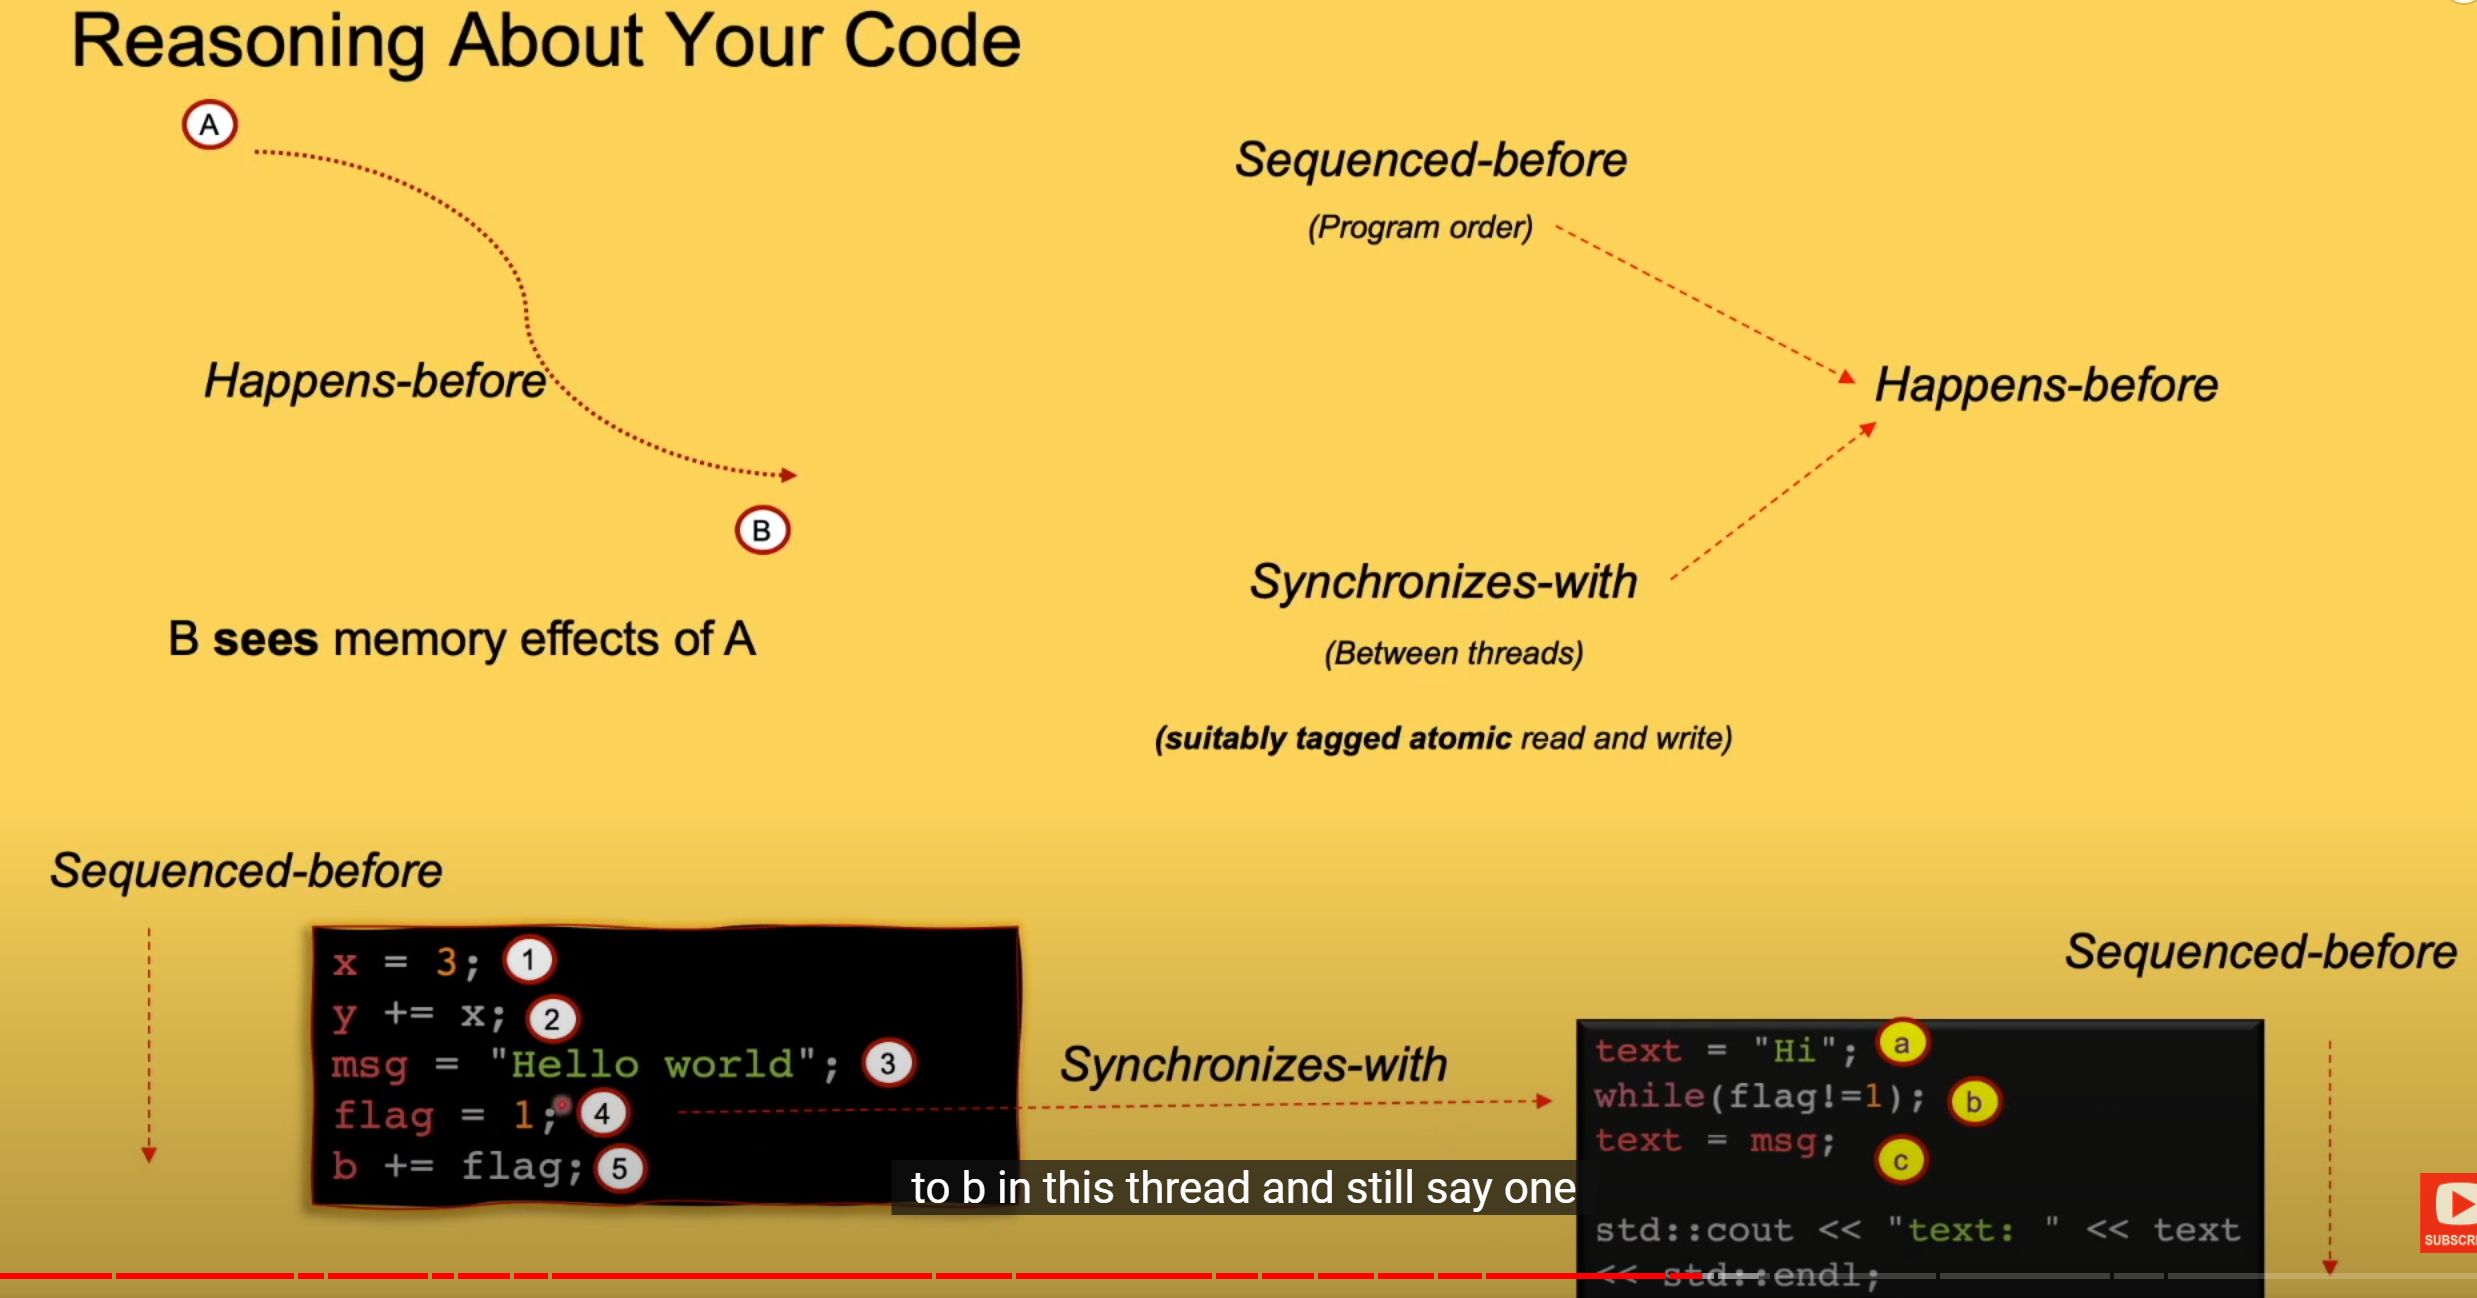 Reasoning About Your Code
A
Sequenced-before
(Program order)
Happens-before
Happens-before
B
Synchronizes-with
B sees memory effects of A
(Between threads)
(suitably tagged atomic read and write)
Sequenced-before
x = 3; 1
y += x; 2
msg = "Hello world"; 3
flag = 1; 4
b += flag; 5
Synchronizes-with
Sequenced-before
text = "Hi"; a
while(flag!=1); b
text = msg;
c
std::cout << "text: " << text
<< std::endl;
to b in this thread and still say one
SUBSCRI